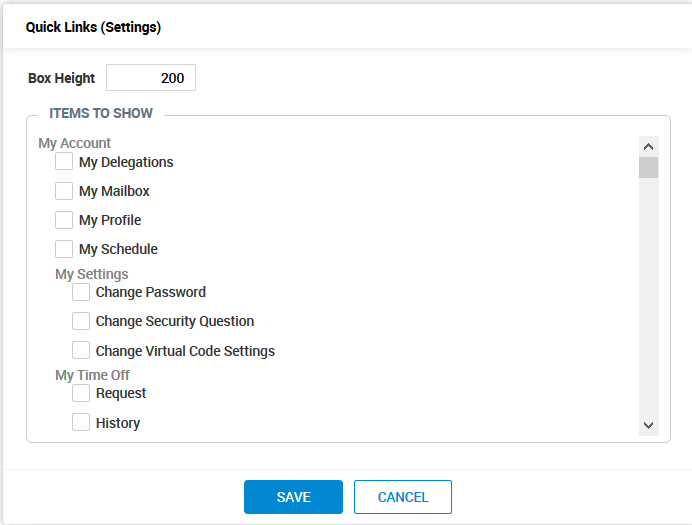 Quick Links (Settings)
Box Height 200
ITEMS TO SHOW
My Account
My Delegations
My Mailbox
My Profile
My Schedule
My Settings
Change Password
Change Security Question
Change Virtual Code Settings
My Time Off
Request
History
SAVE CANCEL